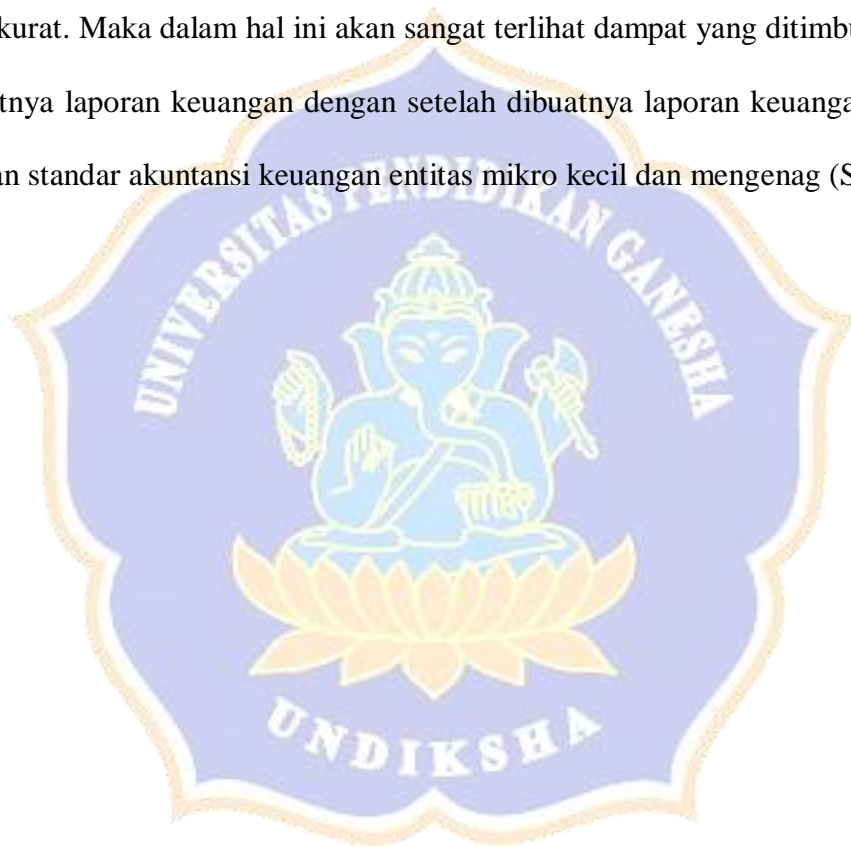 kurat. Maka dalam hal ini akan sangat terlihat dampat yang ditimbu
tnya laporan keuangan dengan setelah dibuatnya laporan keuanga
n standar akuntansi keuangan entitas mikro kecil dan mengenag (S
UNIVERSITAS PENDIDIKAN GANESHA
UNDIKSHA